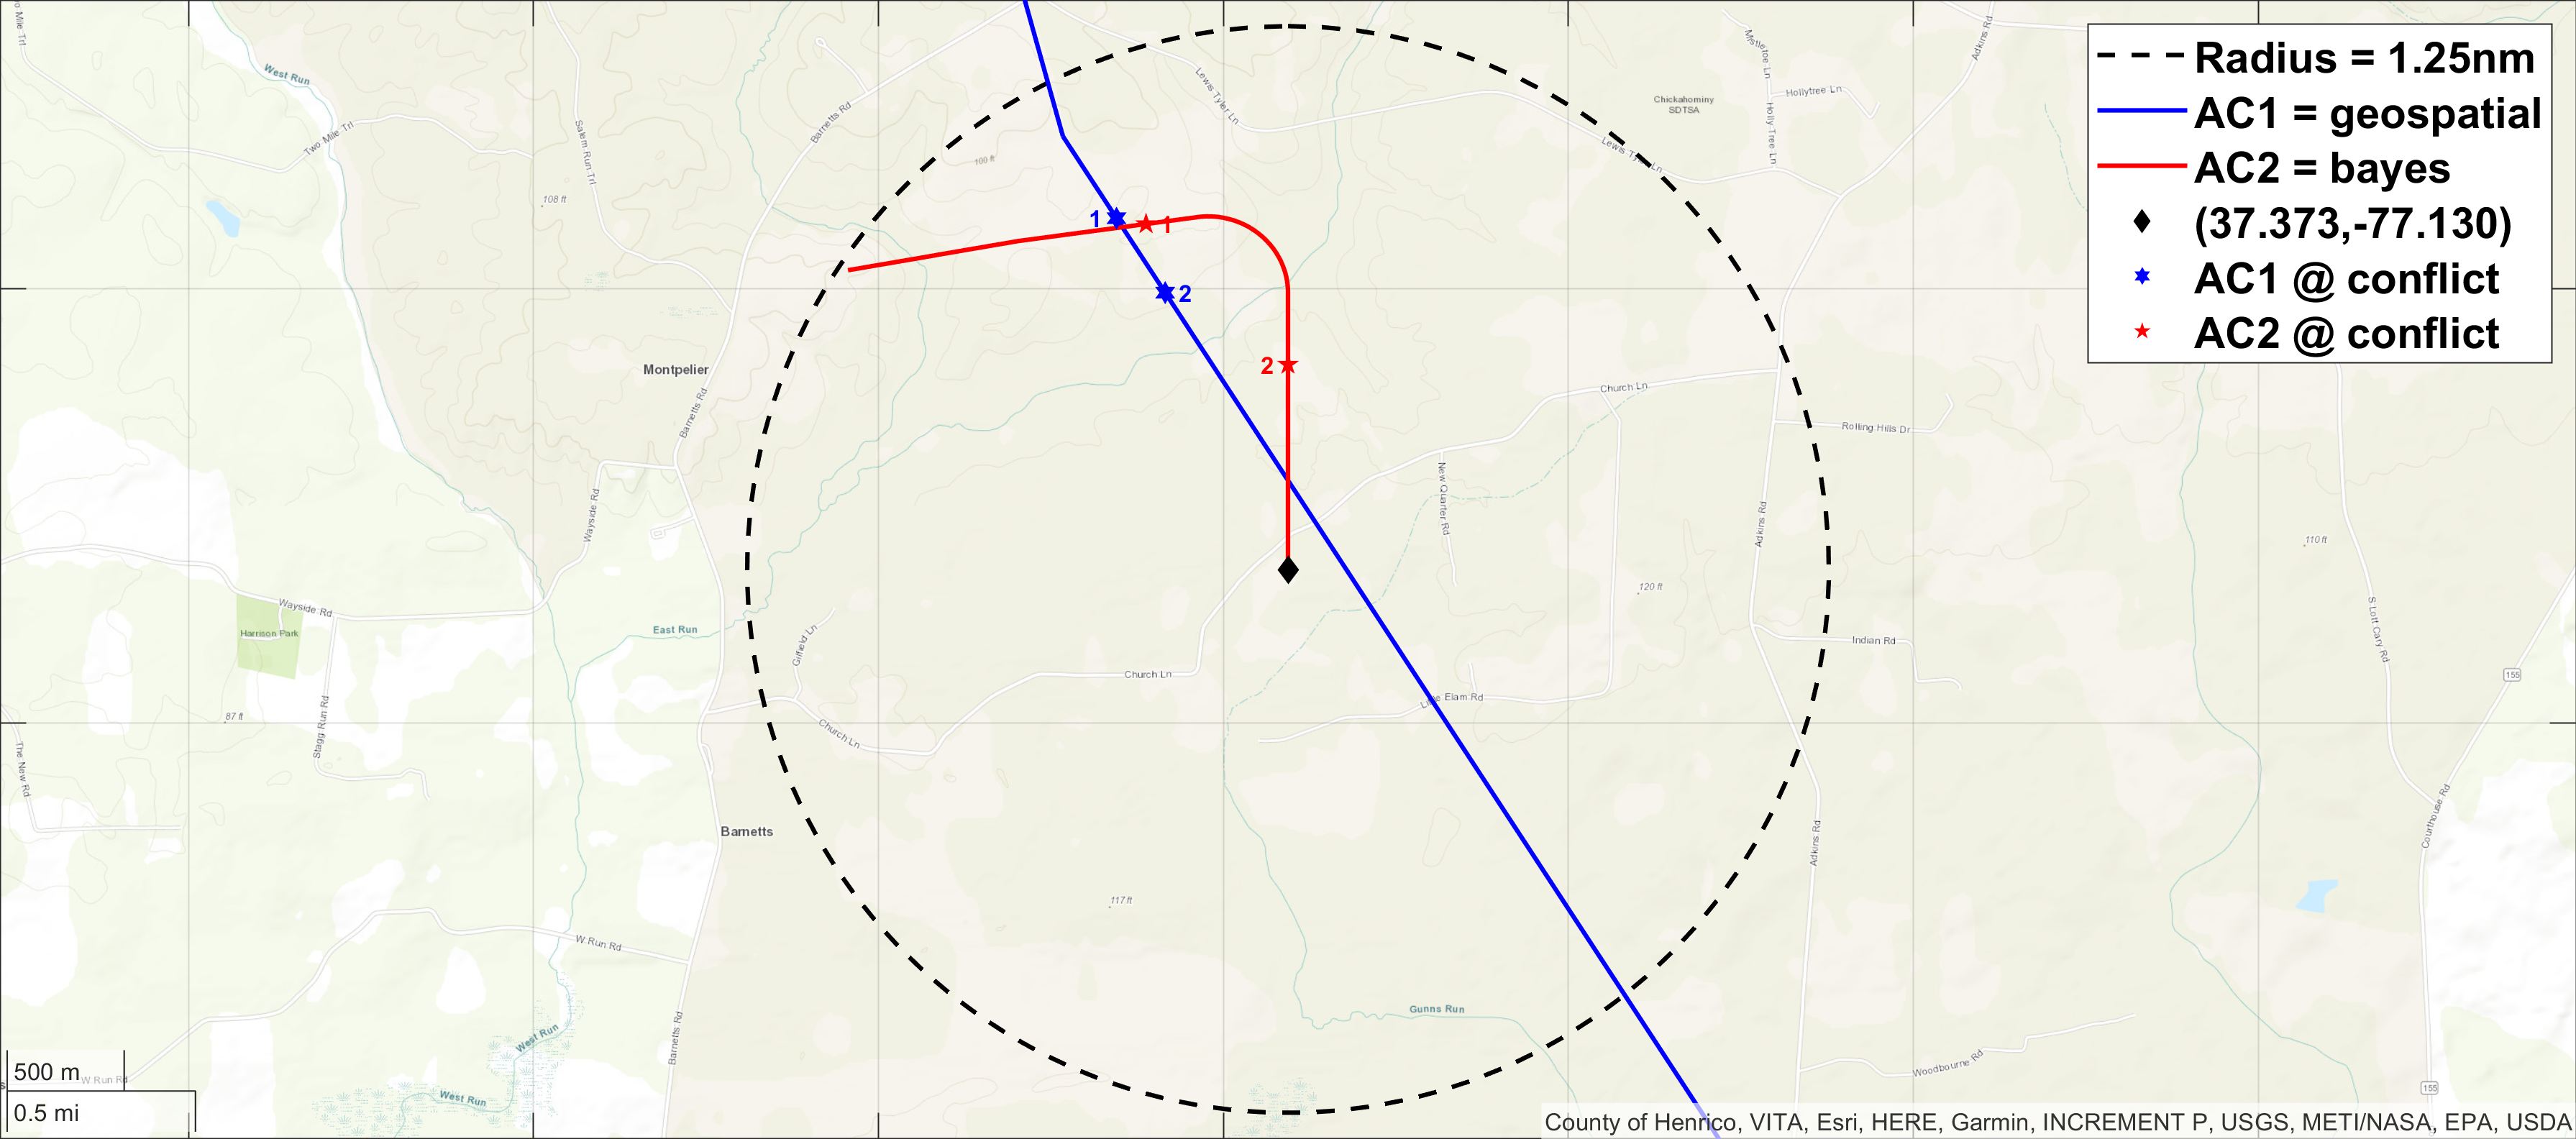 Radius = 1.25nm
AC1 = geospatial
AC2 = bayes
(37.373,-77.130)
AC1 @ conflict
AC2 @ conflict
West Run
Two Mile Trl
Salem Run Trl
Barnetts Rd
Lewis Tyler Ln
Mistletoe Ln
Hollytree Ln
Chickahominy
SDTSA
Holly Tree Ln
Adkins Rd
Lewis Tyler Ln
100 ft
108 ft
1
1
2
2
Montpelier
Barnetts Rd
Church Ln
Rolling Hills Dr
New Quarter Rd
Wayside Rd
Adkins Rd
110 ft
120 ft
Wayside Rd
Harrison Park
East Run
Gilfield Ln
Indian Rd
S Lott Cary Rd
Church Ln
155
Little Elam Rd
87 ft
Stagg Run Rd
Church Ln
The New Rd
Barnetts
Adkins Rd
Courthouse Rd
117 ft
W Run Rd
Gunns Run
West Run
Barnetts Rd
Woodbourne Rd
500 m
W Run Rd
155
West Run
0.5 mi
County of Henrico, VITA, Esri, HERE, Garmin, INCREMENT P, USGS, METI/NASA, EPA, USDA